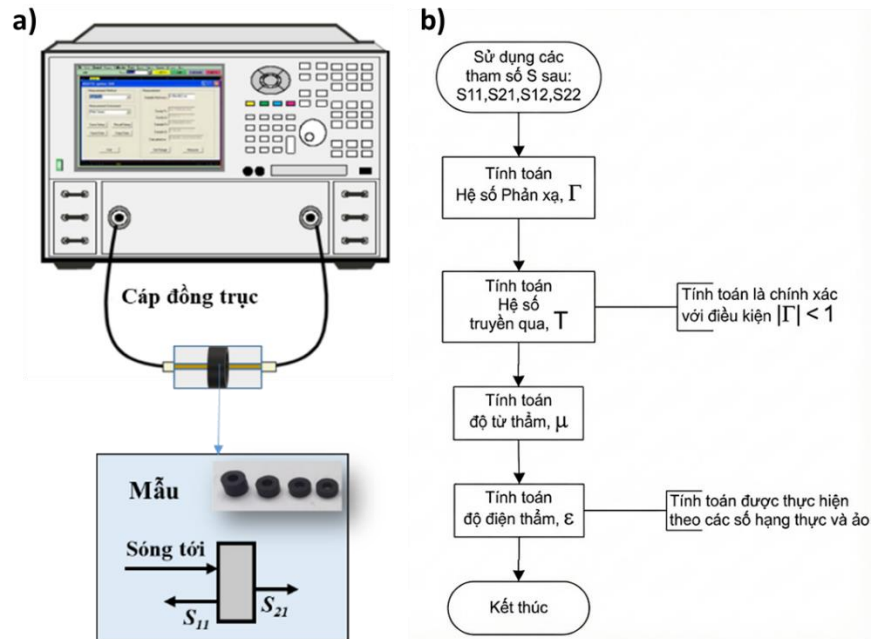 a)
Cáp đồng trục
Mẫu
Sóng tới
S11
S21
b)
Sử dụng các
tham số S sau:
S11,S21,S12,S22
Tính toán
Hệ số Phản xạ, Γ
Tính toán
Hệ số
truyền qua, T
Tính toán là chính xác
với điều kiện |Γ| < 1
Tính toán
độ từ thẩm, μ
Tính toán
độ điện thẩm, ε
Tính toán được thực hiện
theo các số hạng thực và ảo
Kết thúc